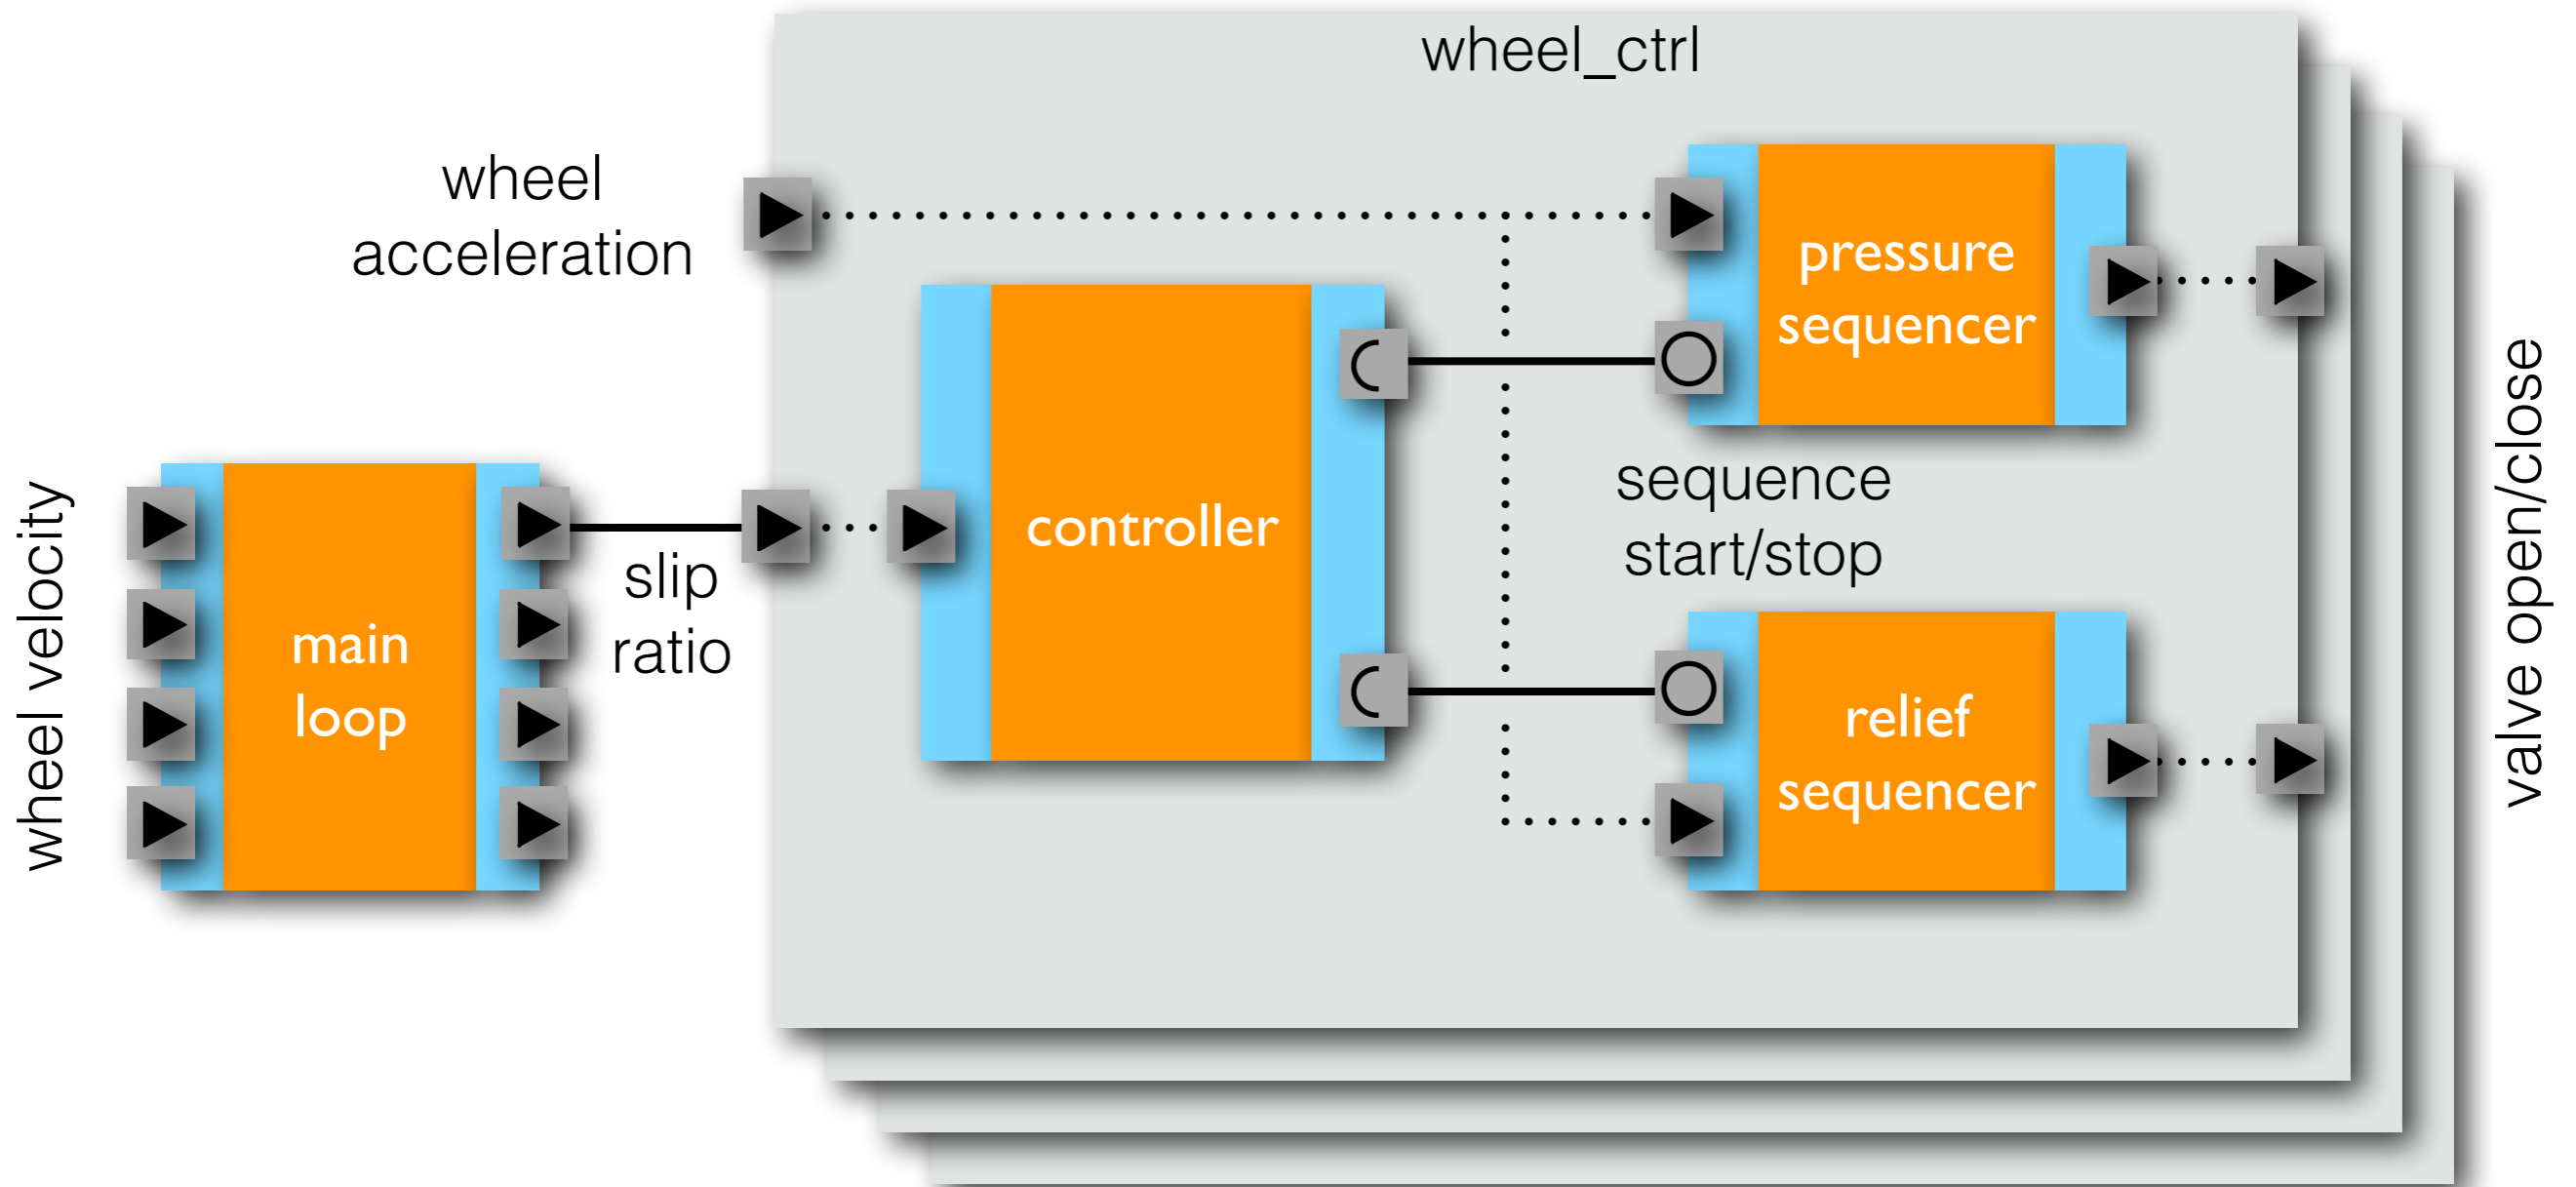 wheel_ctrl
wheel
acceleration
pressure
sequencer
controller
sequence
start/stop
wheel velocity
main
loop
slip
ratio
relief
sequencer
valve open/close